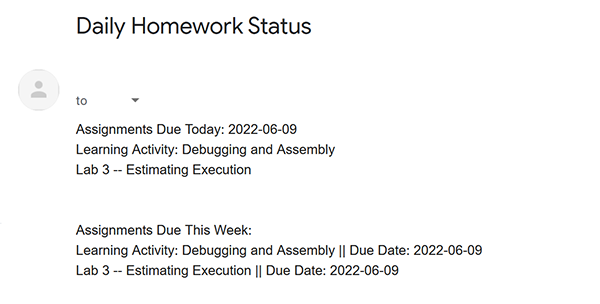 Daily Homework Status
to
Assignments Due Today: 2022-06-09
Learning Activity: Debugging and Assembly
Lab 3 -- Estimating Execution
Assignments Due This Week:
Learning Activity: Debugging and Assembly || Due Date: 2022-06-09
Lab 3 -- Estimating Execution || Due Date: 2022-06-09